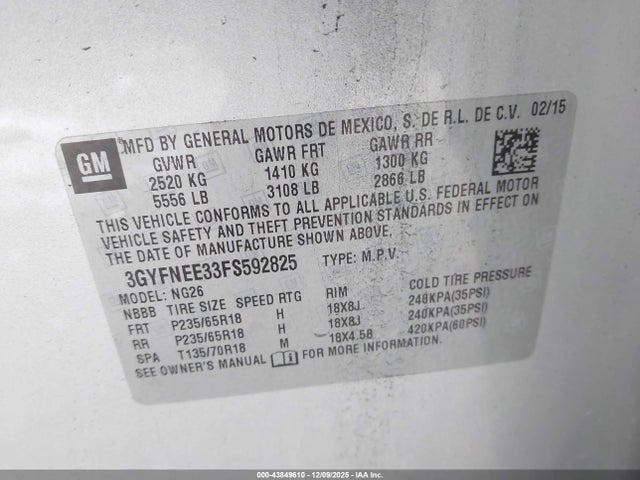 MFD BY GENERAL MOTORS DE MEXICO, S. DE R.L. DE C.V. 02/15
GM
GVWR GAWR FRT GAWR RR
2520 KG 1410 KG 1300 KG
5556 LB 3108 LB 2866 LB
THIS VEHICLE CONFORMS TO ALL APPLICABLE U.S. FEDERAL MOTOR
VEHICLE SAFETY AND THEFT PREVENTION STANDARDS IN EFFECT ON
THE DATE OF MANUFACTURE SHOWN ABOVE.
3GYFNEE33FS592825 TYPE: M.P.V.
MODEL: NG26
NBBB TIRE SIZE SPEED RTG RIM COLD TIRE PRESSURE
FRT P235/65R18 H 18X8J 240KPA(35PSI)
RR P235/65R18 H 18X8J 240KPA(35PSI)
SPA T135/70R18 M 18X4.5B 420KPA(60PSI)
SEE OWNER'S MANUAL FOR MORE INFORMATION.
000-43849610 - 12/09/2025 - IAA Inc.